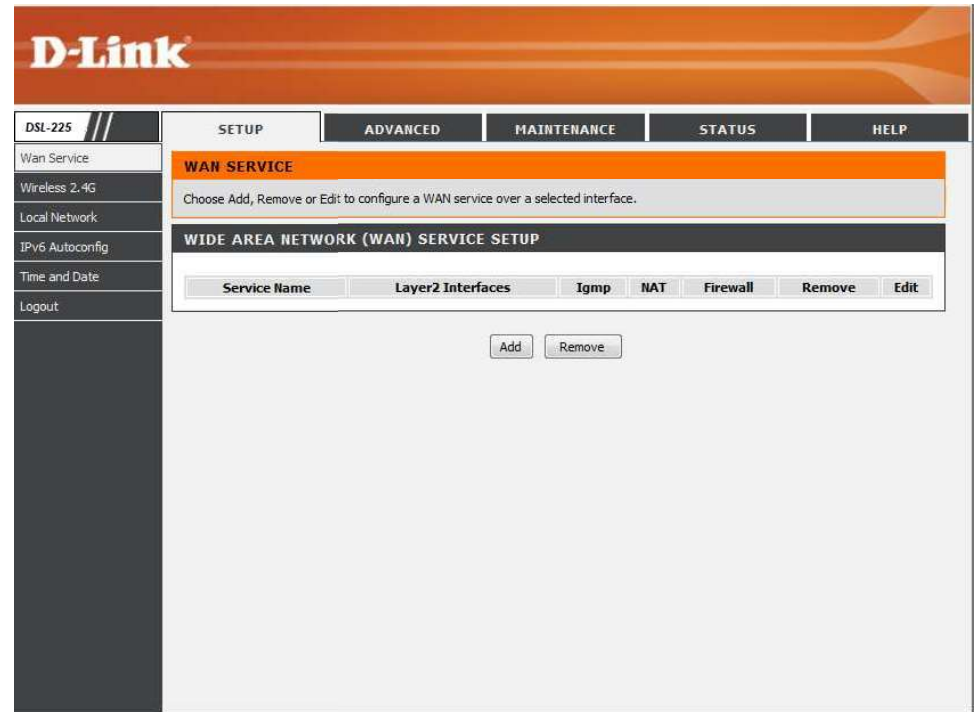 D-Link
DSL-225
SETUP ADVANCED MAINTENANCE STATUS HELP
Wan Service
Wireless 2.4G
Local Network
IPv6 Autoconfig
Time and Date
Logout
WAN SERVICE
Choose Add, Remove or Edit to configure a WAN service over a selected interface.
WIDE AREA NETWORK (WAN) SERVICE SETUP
Service Name Layer2 Interfaces Igmp NAT Firewall Remove Edit
Add Remove